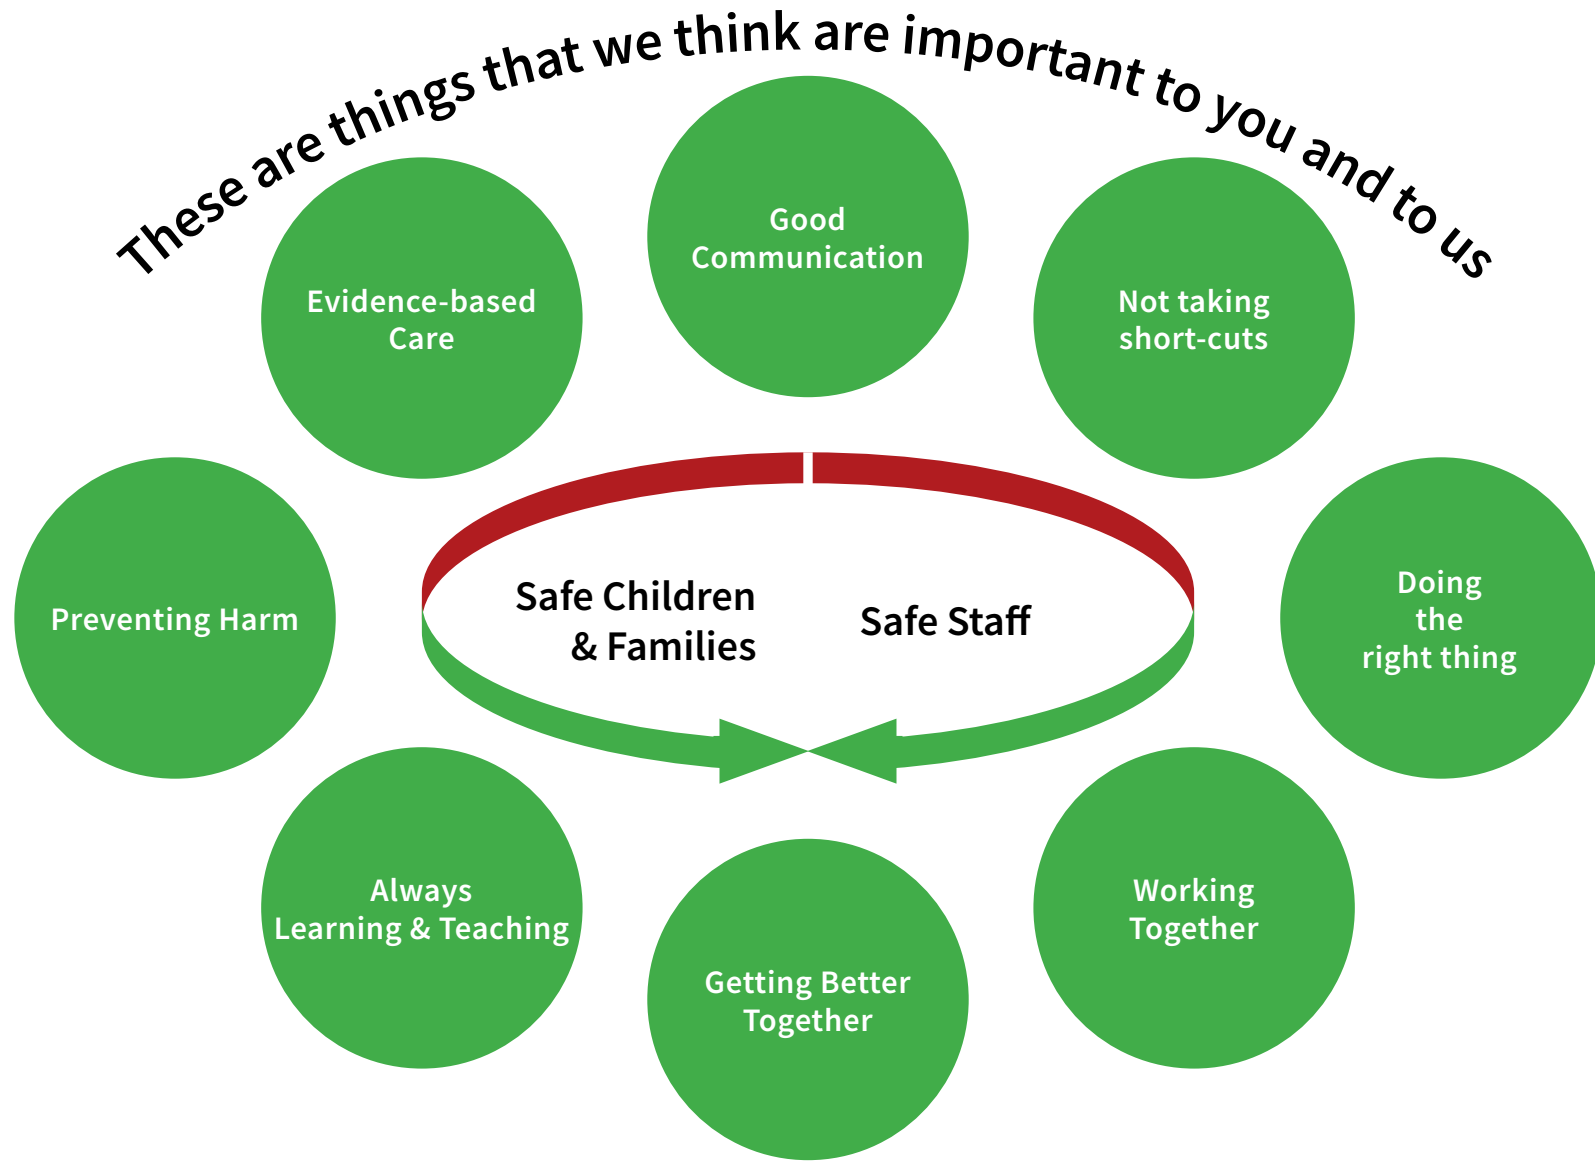 These are things that we think are important to you and to us
Good
Communication
Evidence-based
Care
Not taking
short-cuts
Preventing Harm
Safe Children
& Families
Safe Staff
Doing
the
right thing
Always
Learning & Teaching
Working
Together
Getting Better
Together